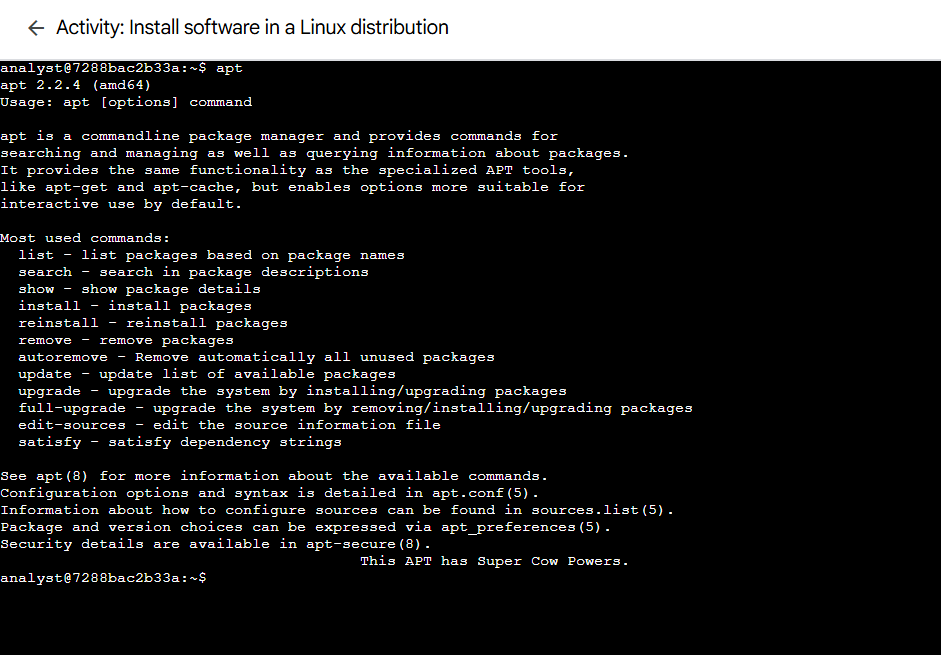 Activity: Install software in a Linux distribution
analyst@7288bac2b33a:~$ apt
apt 2.2.4 (amd64)
Usage: apt [options] command
apt is a commandline package manager and provides commands for
searching and managing as well as querying information about packages.
It provides the same functionality as the specialized APT tools,
like apt-get and apt-cache, but enables options more suitable for
interactive use by default.
Most used commands:
  list - list packages based on package names
  search - search in package descriptions
  show - show package details
  install - install packages
  reinstall - reinstall packages
  remove - remove packages
  autoremove - Remove automatically all unused packages
  update - update list of available packages
  upgrade - upgrade the system by installing/upgrading packages
  full-upgrade - upgrade the system by removing/installing/upgrading packages
  edit-sources - edit the source information file
  satisfy - satisfy dependency strings
See apt(8) for more information about the available commands.
Configuration options and syntax is detailed in apt.conf(5).
Information about how to configure sources can be found in sources.list(5).
Package and version choices can be expressed via apt_preferences(5).
Security details are available in apt-secure(8).
This APT has Super Cow Powers.
analyst@7288bac2b33a:~$